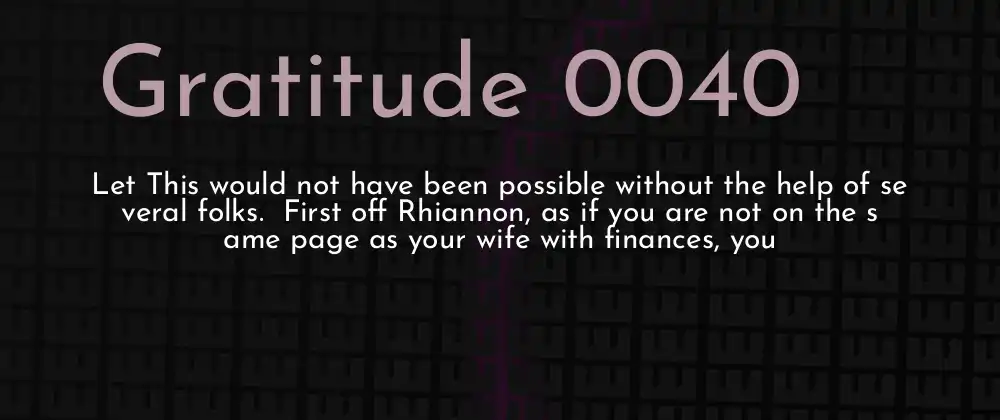 Gratitude 0040
Let This would not have been possible without the help of se
veral folks.  First off Rhiannon, as if you are not on the s
ame page as your wife with finances, you